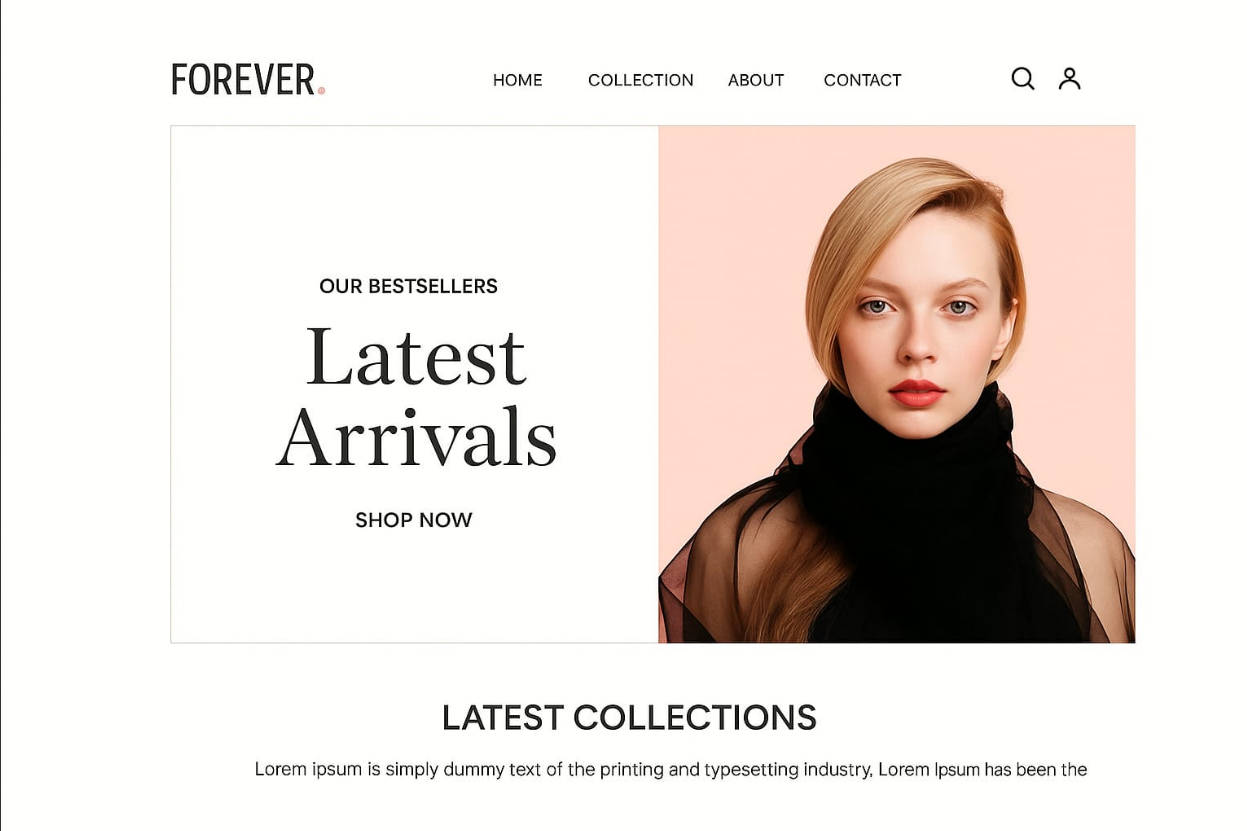 FOREVER.
HOME COLLECTION ABOUT CONTACT
OUR BESTSELLERS
Latest
Arrivals
SHOP NOW
LATEST COLLECTIONS
Lorem ipsum is simply dummy text of the printing and typesetting industry, Lorem Ipsum has been the